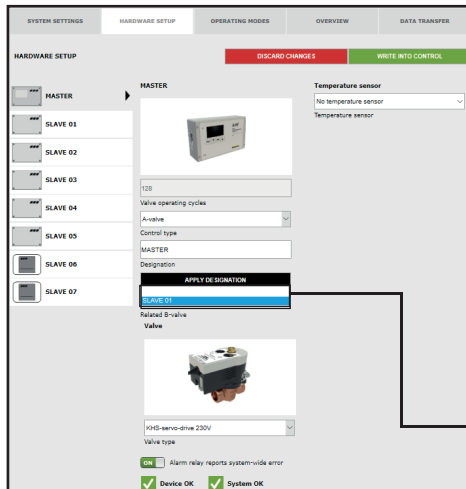 SYSTEM SETTINGS
HARDWARE SETUP
OPERATING MODES
OVERVIEW
DATA TRANSFER
HARDWARE SETUP
DISCARD CHANGES
WRITE INTO CONTROL
MASTER
SLAVE 01
SLAVE 02
SLAVE 03
SLAVE 04
SLAVE 05
SLAVE 06
SLAVE 07
MASTER
128
Valve operating cycles
A-valve
Control type
MASTER
Designation
APPLY DESIGNATION
SLAVE 01
Related B-valve
Valve
KHS-servo-drive 230V
Valve type
ON Alarm relay reports system-wide error
Device OK
System OK
Temperature sensor
No temperature sensor
Temperature sensor